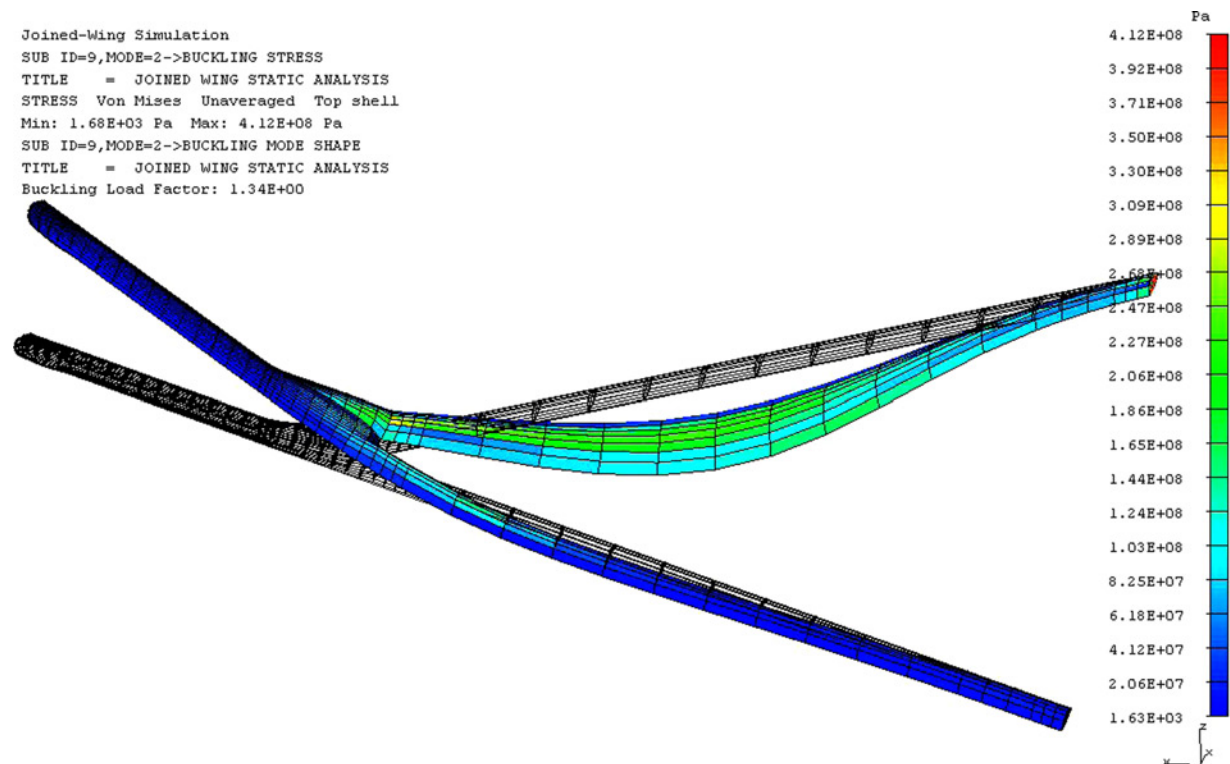 Joined-Wing Simulation
SUB ID=9,MODE=2->BUCKLING STRESS
TITLE = JOINED WING STATIC ANALYSIS
STRESS Von Mises Unaveraged Top shell
Min: 1.68E+03 Pa Max: 4.12E+08 Pa
SUB ID=9,MODE=2->BUCKLING MODE SHAPE
TITLE = JOINED WING STATIC ANALYSIS
Buckling Load Factor: 1.34E+00
Pa
4.12E+08
3.92E+08
3.71E+08
3.50E+08
3.30E+08
3.09E+08
2.89E+08
2.68E+08
2.47E+08
2.27E+08
2.06E+08
1.86E+08
1.65E+08
1.44E+08
1.24E+08
1.03E+08
8.25E+07
6.18E+07
4.12E+07
2.06E+07
1.63E+03
z
x